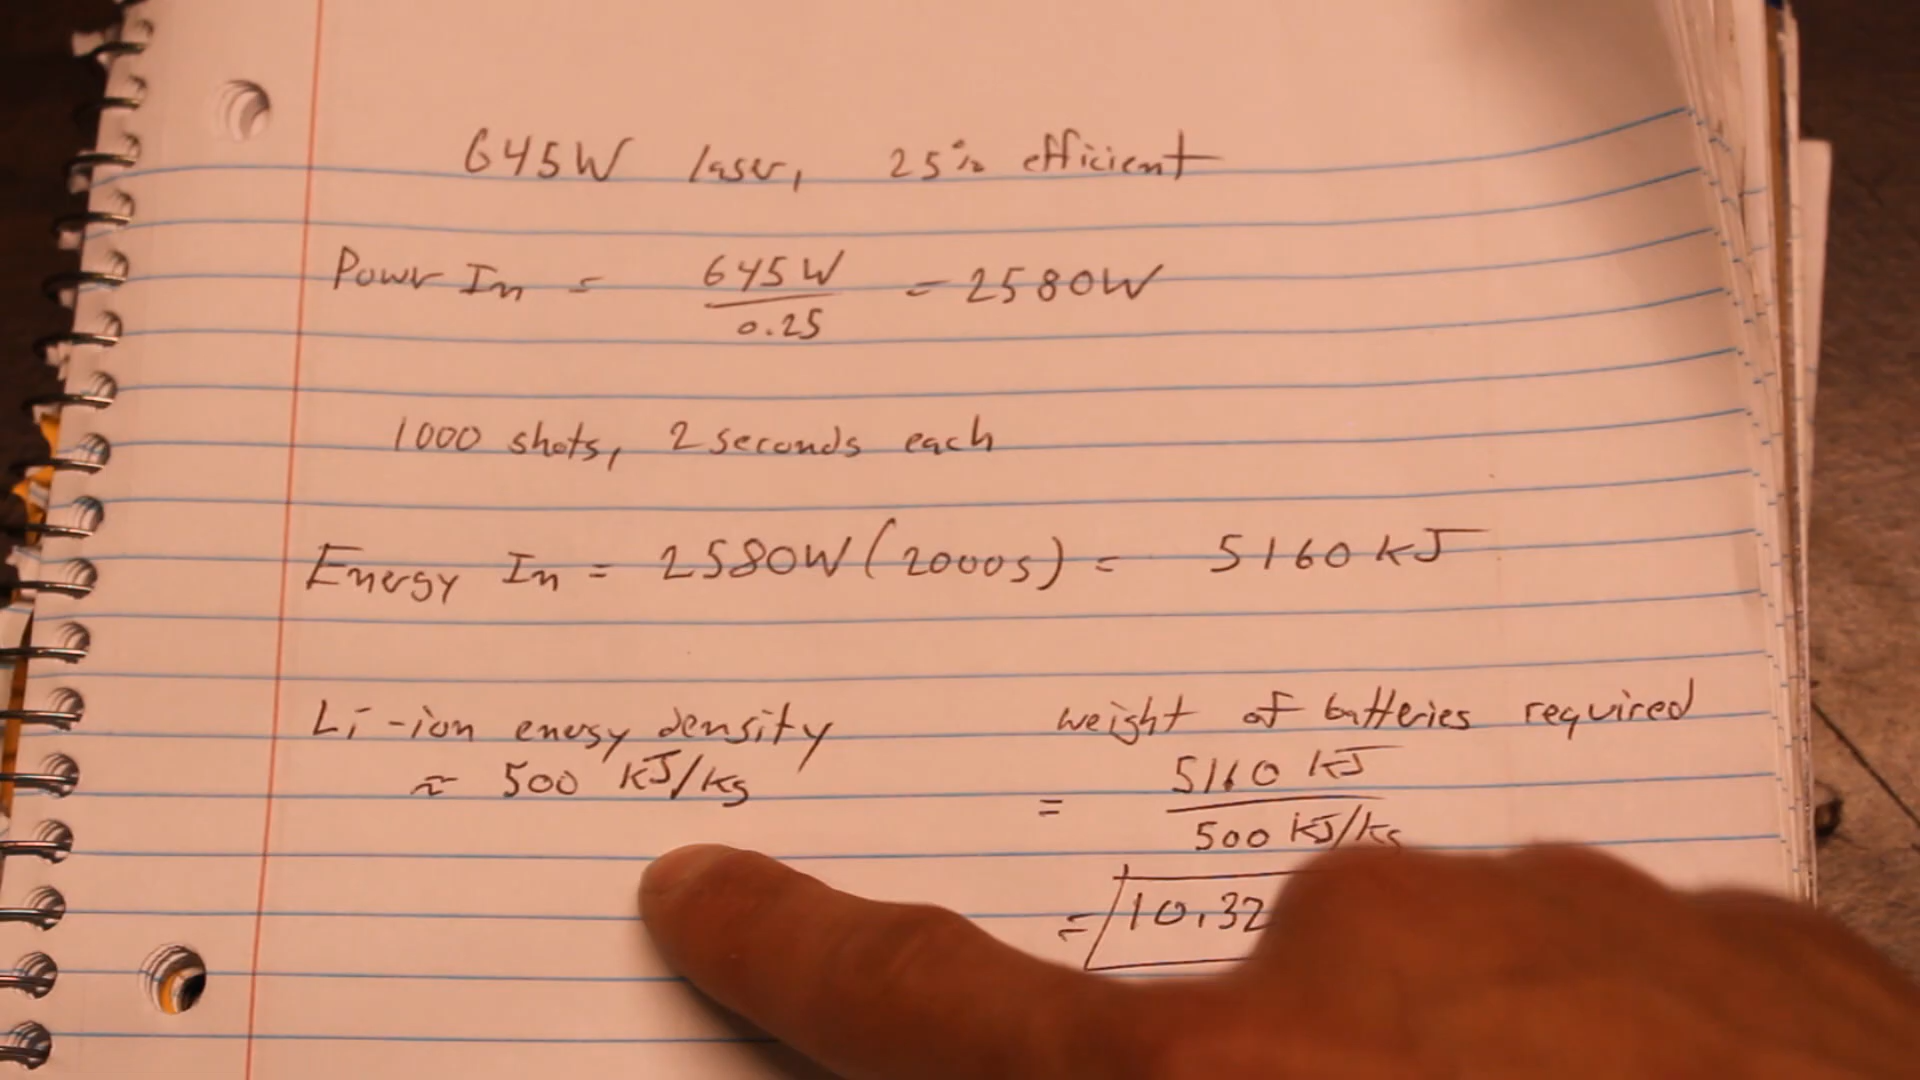 645W laser, 25% efficient
Power In = 645W / 0.25 = 2580W
1000 shots, 2 seconds each
Energy In = 2580W (2000s) = 5160 kJ
Li-ion energy density
≈ 500 kJ/kg
weight of batteries required
= 5160 kJ / 500 kJ/kg
= 10.32